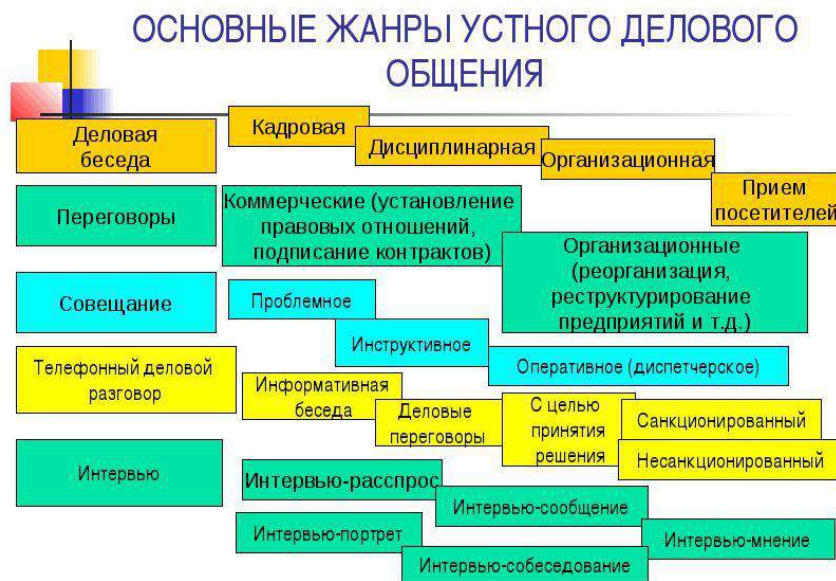 ОСНОВНЫЕ ЖАНРЫ УСТНОГО ДЕЛОВОГО
ОБЩЕНИЯ
Деловая
беседа
Кадровая
Дисциплинарная
Организационная
Прием
посетителей
Переговоры
Коммерческие (установление
правовых отношений,
подписание контрактов)
Организационные
(реорганизация,
реструктурирование
предприятий и т.д.)
Совещание
Проблемное
Инструктивное
Оперативное (диспетчерское)
Телефонный деловой
разговор
Информативная
беседа
Деловые
переговоры
С целью
принятия
решения
Санкционированный
Несанкционированный
Интервью
Интервью-расспрос
Интервью-сообщение
Интервью-портрет
Интервью-мнение
Интервью-собеседование